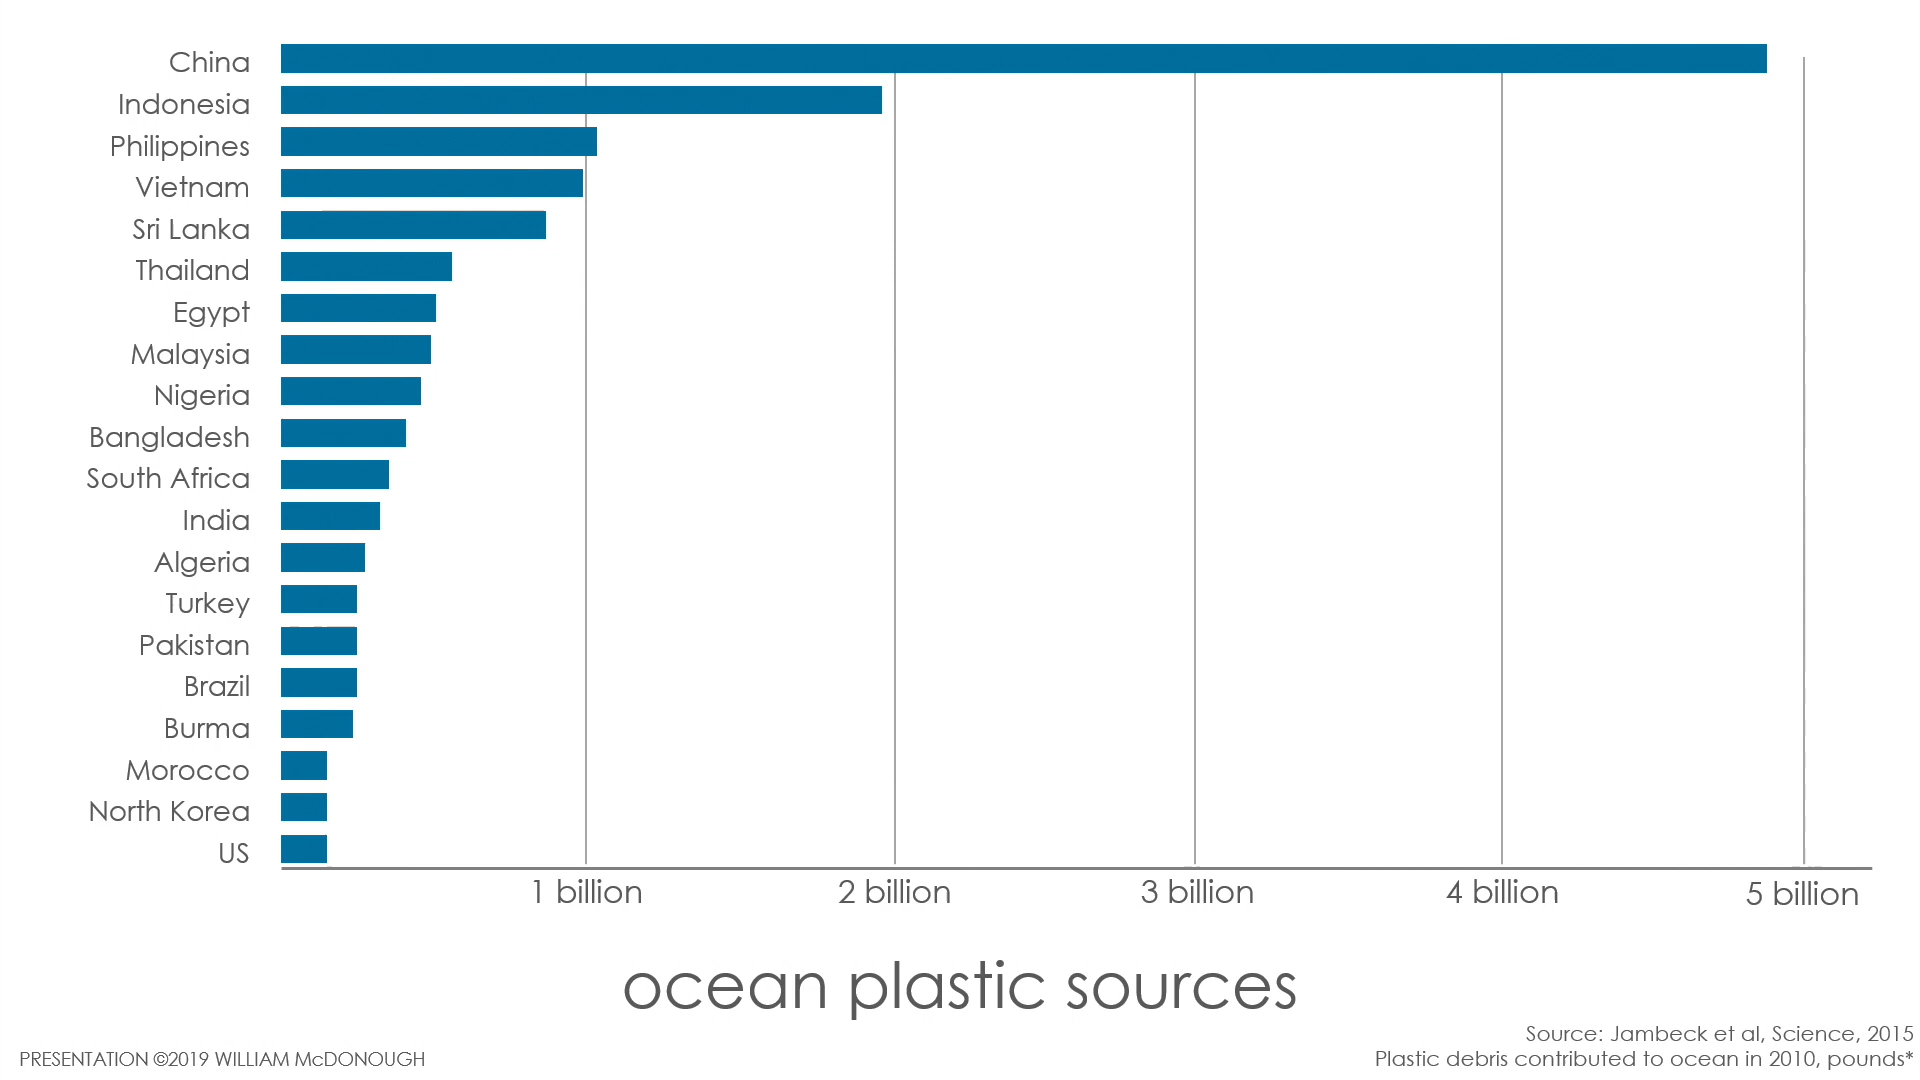 China
Indonesia
Philippines
Vietnam
Sri Lanka
Thailand
Egypt
Malaysia
Nigeria
Bangladesh
South Africa
India
Algeria
Turkey
Pakistan
Brazil
Burma
Morocco
North Korea
US
1 billion 2 billion 3 billion 4 billion 5 billion
ocean plastic sources
Source: Jambeck et al, Science, 2015
PRESENTATION ©2019 WILLIAM McDONOUGH
Plastic debris contributed to ocean in 2010, pounds*